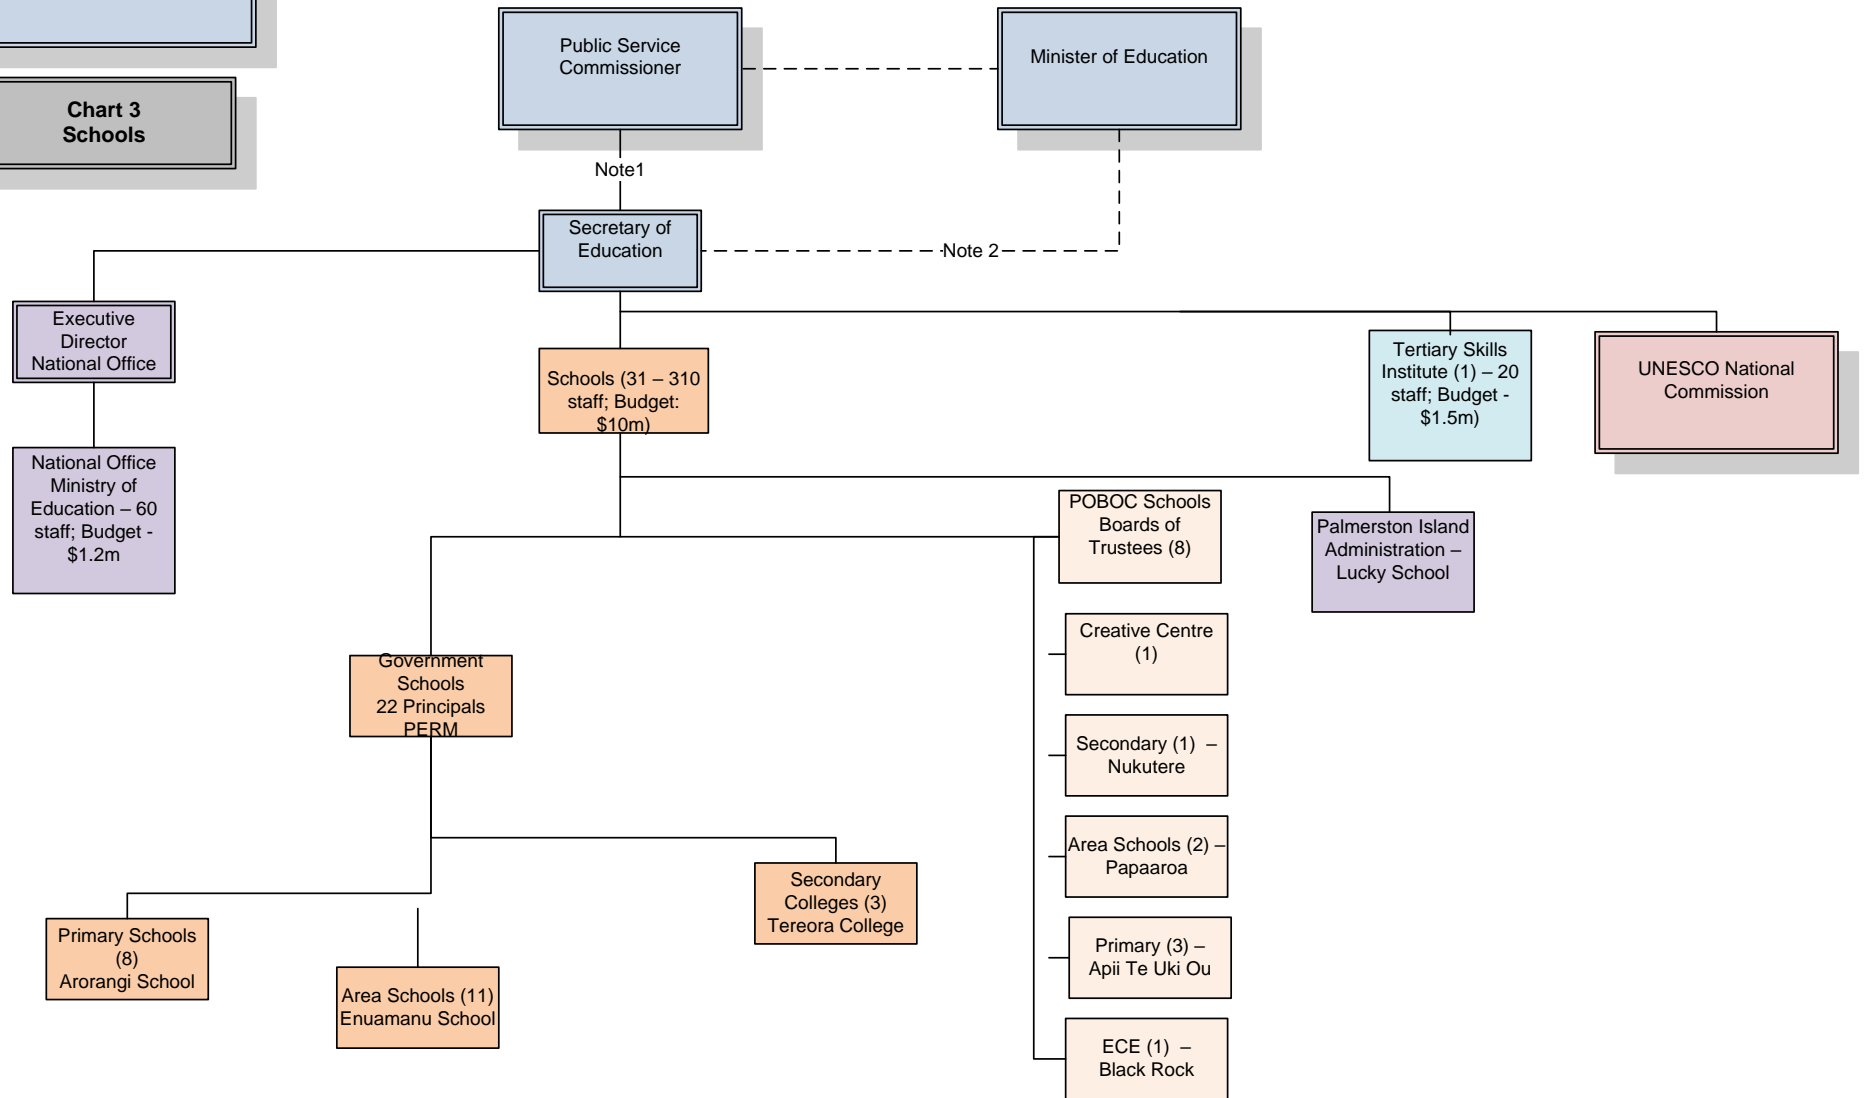 Public Service
Commissioner
Minister of Education
Chart 3
Schools
Note1
Secretary of
Education
Note 2
Executive
Director
National Office
Schools (31 – 310
staff; Budget:
$10m)
Tertiary Skills
Institute (1) – 20
staff; Budget -
$1.5m)
UNESCO National
Commission
National Office
Ministry of
Education – 60
staff; Budget -
$1.2m
POBOC Schools
Boards of
Trustees (8)
Palmerston Island
Administration –
Lucky School
Creative Centre
(1)
Government
Schools
22 Principals
PERM
Secondary (1)  –
Nukutere
Area Schools (2) –
Papaaroa
Secondary
Colleges (3)
Tereora College
Primary Schools
(8)
Arorangi School
Primary (3) –
Apii Te Uki Ou
Area Schools (11)
Enuamanu School
ECE (1)  –
Black Rock